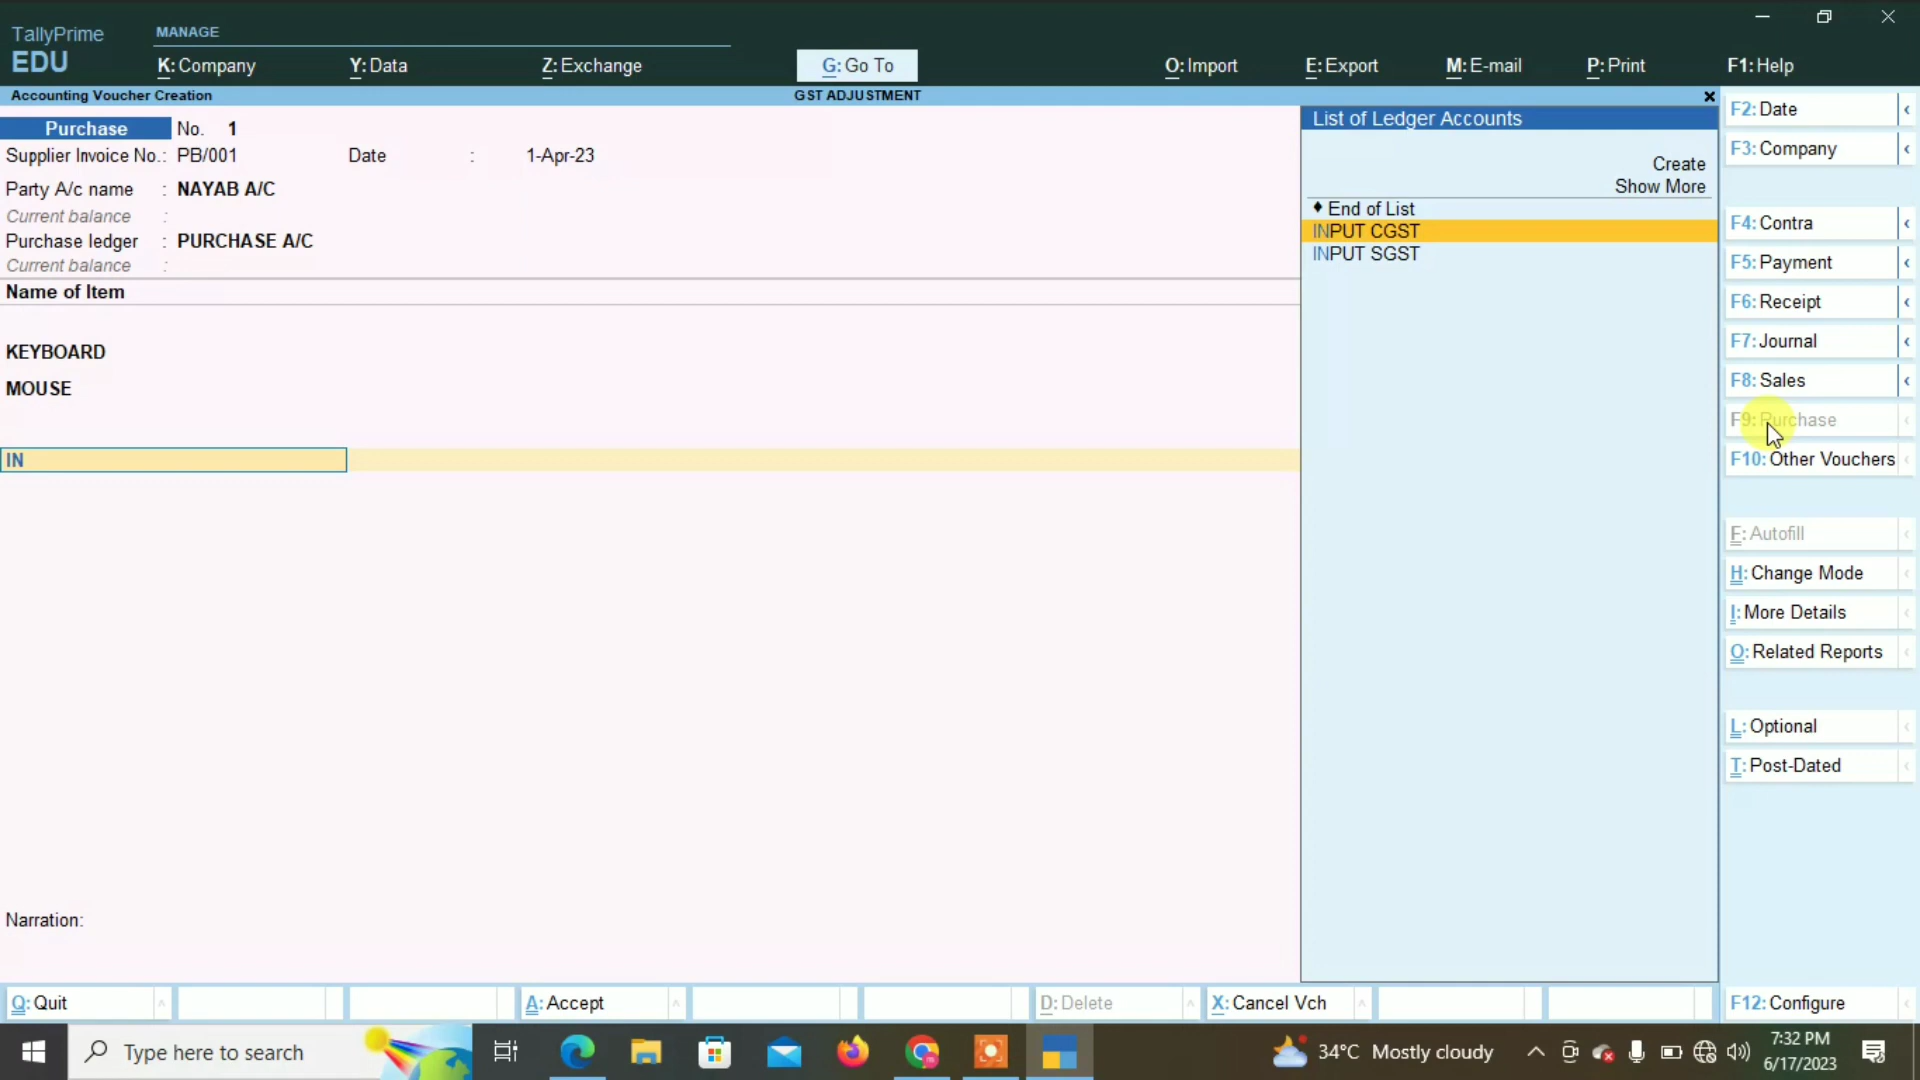 TallyPrime
EDU
MANAGE
K: Company
Y: Data
Z: Exchange
G: Go To
O: Import
E: Export
M: E-mail
P: Print
F1: Help
Accounting Voucher Creation
GST ADJUSTMENT
Purchase No. 1
Supplier Invoice No.: PB/001 Date : 1-Apr-23
Party A/c name : NAYAB A/C
Current balance :
Purchase ledger : PURCHASE A/C
Current balance :
Name of Item
KEYBOARD
MOUSE
IN
Narration:
List of Ledger Accounts
Create
Show More
♦ End of List
INPUT CGST
INPUT SGST
F2: Date
F3: Company
F4: Contra
F5: Payment
F6: Receipt
F7: Journal
F8: Sales
F9: Purchase
F10: Other Vouchers
F: Autofill
H: Change Mode
I: More Details
O: Related Reports
L: Optional
T: Post-Dated
Q: Quit
A: Accept
D: Delete
X: Cancel Vch
F12: Configure
Type here to search
34°C Mostly cloudy
7:32 PM
6/17/2023